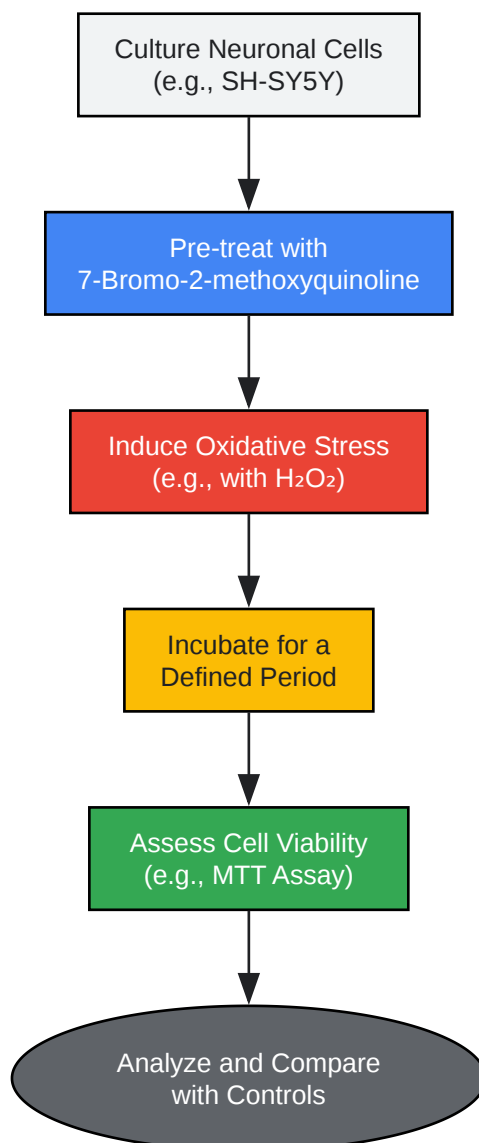 Culture Neuronal Cells
(e.g., SH-SY5Y)
Pre-treat with
7-Bromo-2-methoxyquinoline
Induce Oxidative Stress
(e.g., with H₂O₂)
Incubate for a
Defined Period
Assess Cell Viability
(e.g., MTT Assay)
Analyze and Compare
with Controls